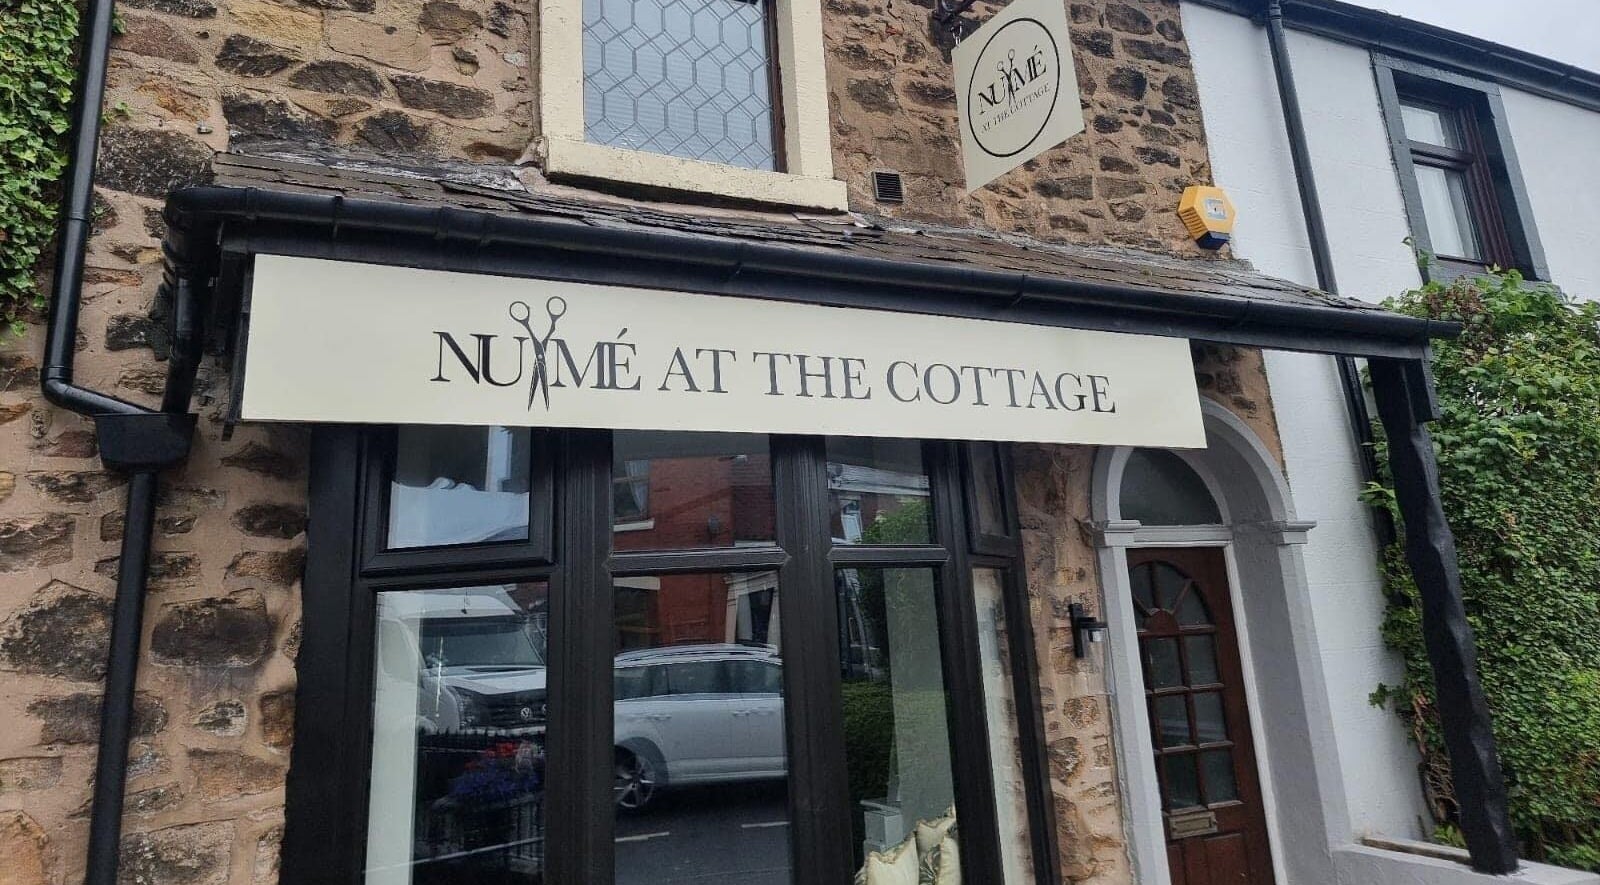 NUMÉ
AT THE COTTAGE
NUMÉ AT THE COTTAGE